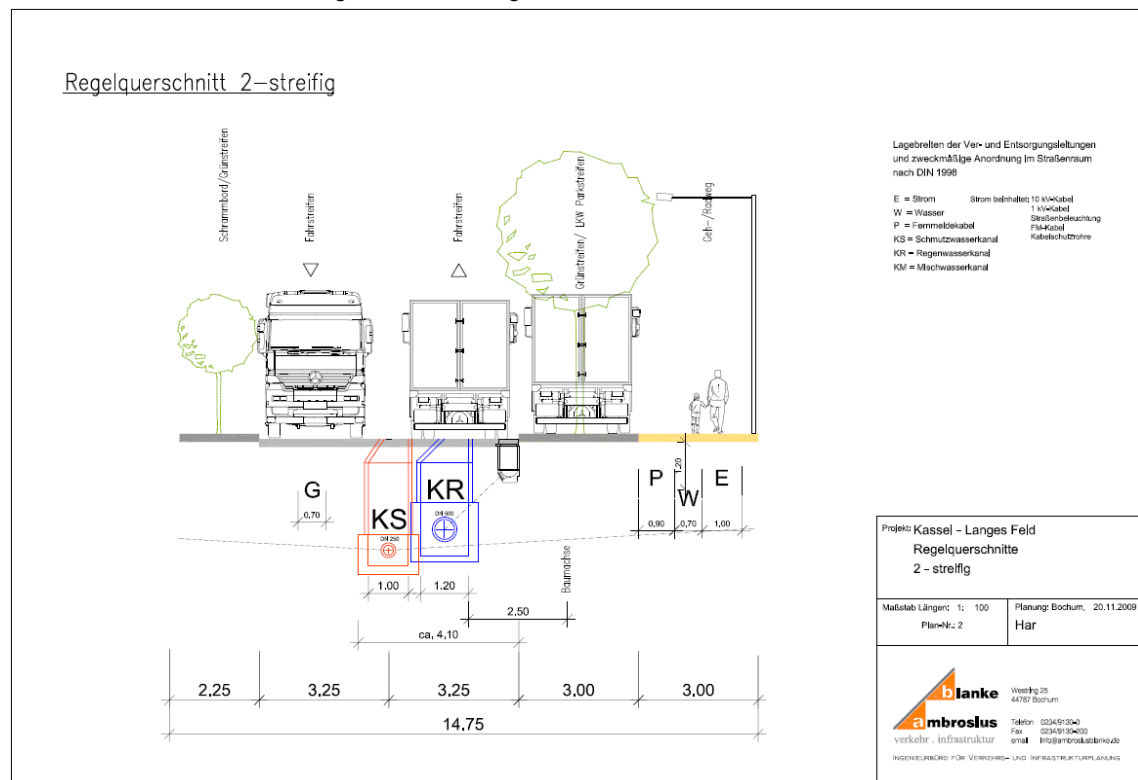 Regelquerschnitt 2-streifig
Schrammbord/Grünstreifen
Fahrstreifen
Fahrstreifen
Grünstreifen/ LKW Parkstreifen
Geh-/Radweg
Lagebreiten der Ver- und Entsorgungsleitungen
und zweckmäßige Anordnung im Straßenraum
nach DIN 1998
E = Strom Strom beinhaltet: 10 kV-Kabel
1 kV-Kabel
W = Wasser
Straßenbeleuchtung
P = Fernmeldekabel
FM-Kabel
KS = Schmutzwasserkanal
Kabelschutzrohre
KR = Regenwasserkanal
KM = Mischwasserkanal
G
0,70
KS
DN 250
KR
DN 500
P
W
E
1,20
0,90
0,70
1,00
Baumachse
1.00
1.20
2.50
ca. 4,10
2,25
3,25
3,25
3,00
3,00
14,75
Projekt: Kassel - Langes Feld
Regelquerschnitte
2 - streifig
Maßstab Längen: 1: 100
Plan-Nr.: 2
Planung: Bochum, 20.11.2009
Har
blanke
ambrosius
verkehr . infrastruktur
Westring 25
44787 Bochum
Telefon 0234/9130-0
Fax 0234/9130-200
email info@ambrosiusblanke.de
INGENIEURBÜRO FÜR VERKEHRS- UND INFRASTRUKTURPLANUNG